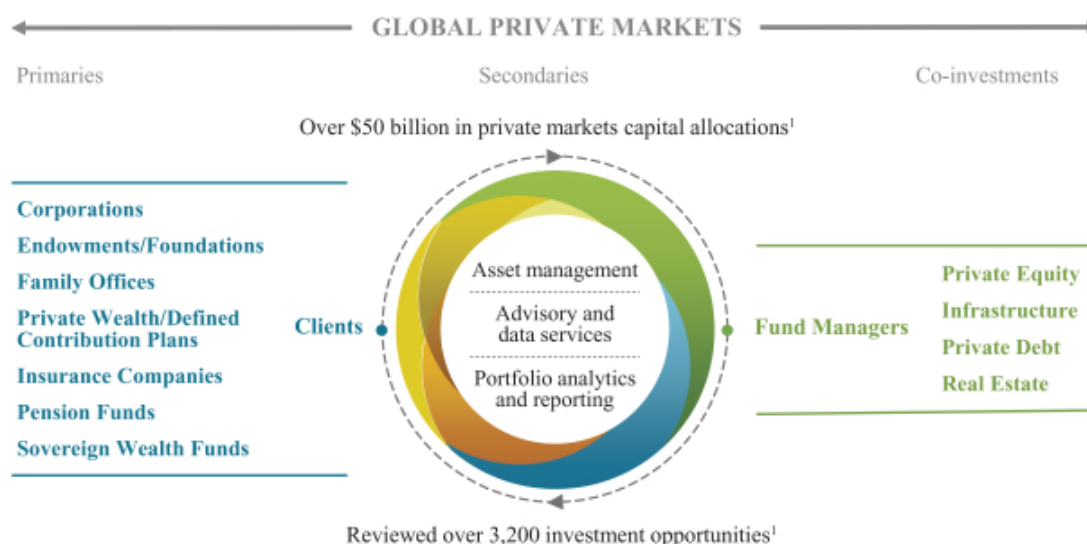 GLOBAL PRIVATE MARKETS
Primaries
Secondaries
Co-investments
Over $50 billion in private markets capital allocations¹
Corporations
Endowments/Foundations
Family Offices
Private Wealth/Defined
Contribution Plans
Insurance Companies
Pension Funds
Sovereign Wealth Funds
Clients
Asset management
Advisory and
data services
Portfolio analytics
and reporting
Fund Managers
Private Equity
Infrastructure
Private Debt
Real Estate
Reviewed over 3,200 investment opportunities¹